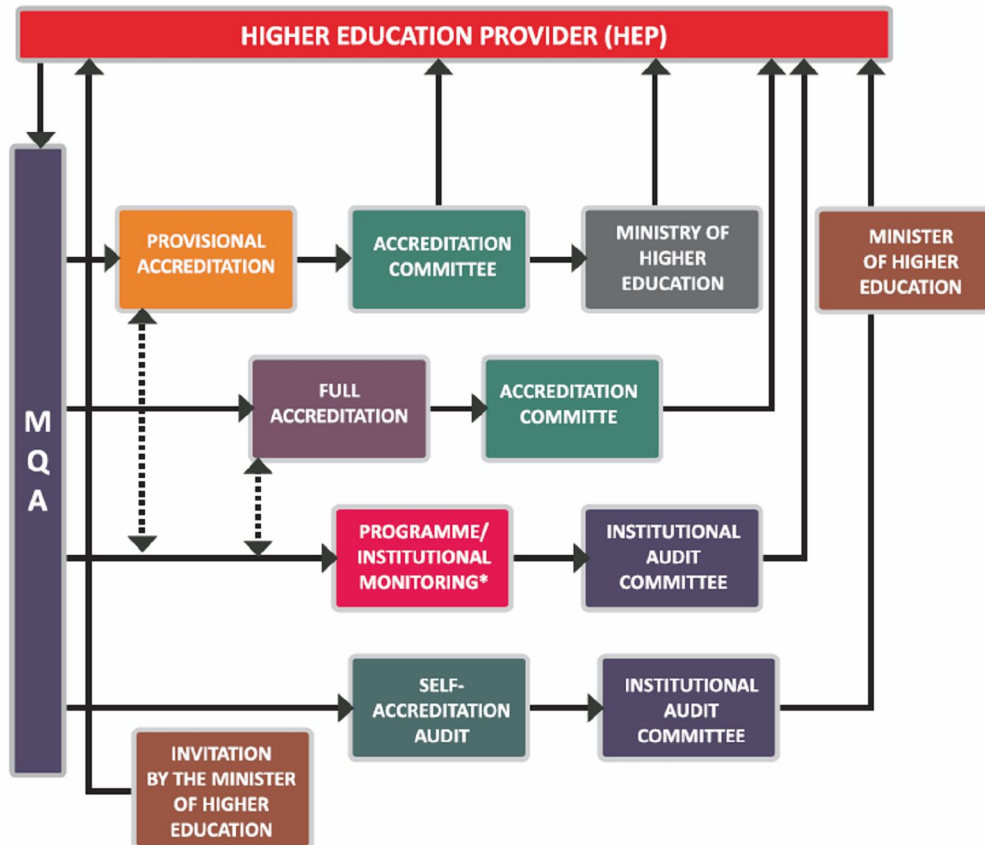 HIGHER EDUCATION PROVIDER (HEP)
PROVISIONAL
ACCREDITATION
ACCREDITATION
COMMITTEE
MINISTRY OF
HIGHER
EDUCATION
MINISTER
OF HIGHER
EDUCATION
M
Q
A
FULL
ACCREDITATION
ACCREDITATION
COMMITTE
PROGRAMME/
INSTITUTIONAL
MONITORING*
INSTITUTIONAL
AUDIT
COMMITTEE
SELF-
ACCREDITATION
AUDIT
INSTITUTIONAL
AUDIT
COMMITTEE
INVITATION
BY THE MINISTER
OF HIGHER
EDUCATION